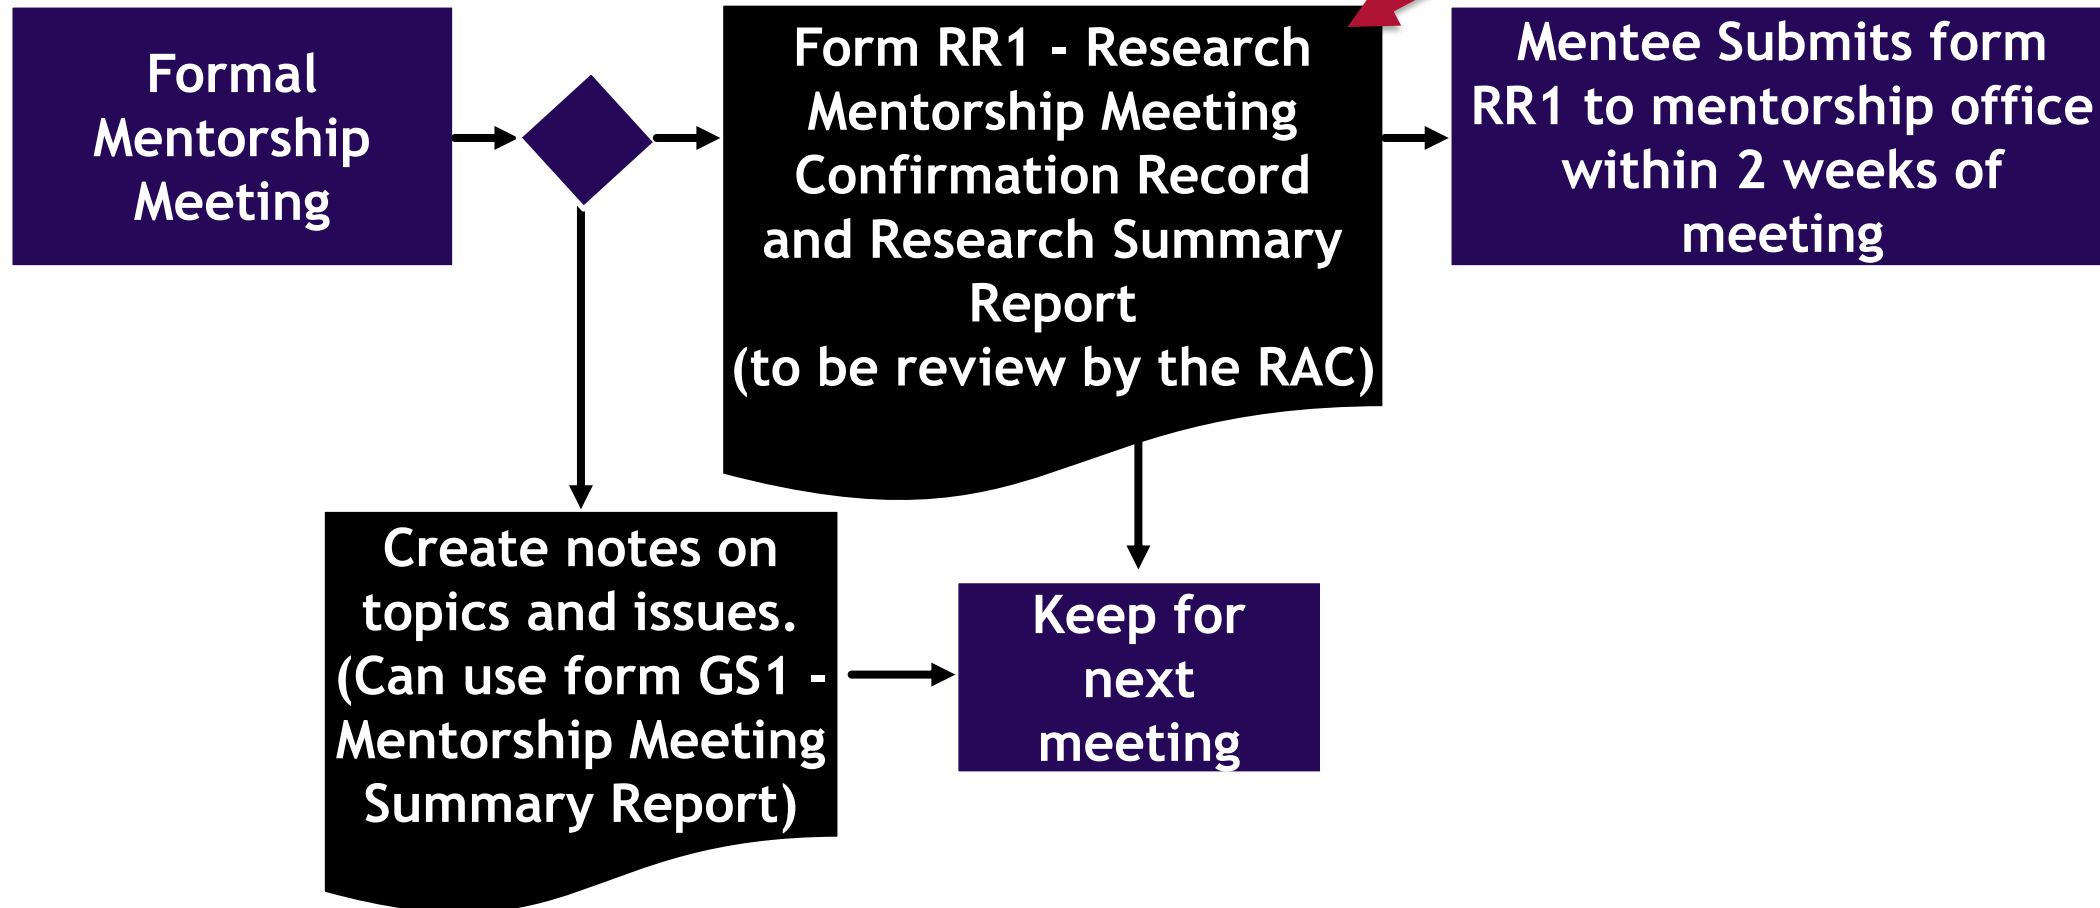 Formal
Mentorship
Meeting
Form RR1 - Research
Mentorship Meeting
Confirmation Record
and Research Summary
Report
(to be review by the RAC)
Mentee Submits form
RR1 to mentorship office
within 2 weeks of
meeting
Create notes on
topics and issues.
(Can use form GS1 -
Mentorship Meeting
Summary Report)
Keep for
next
meeting